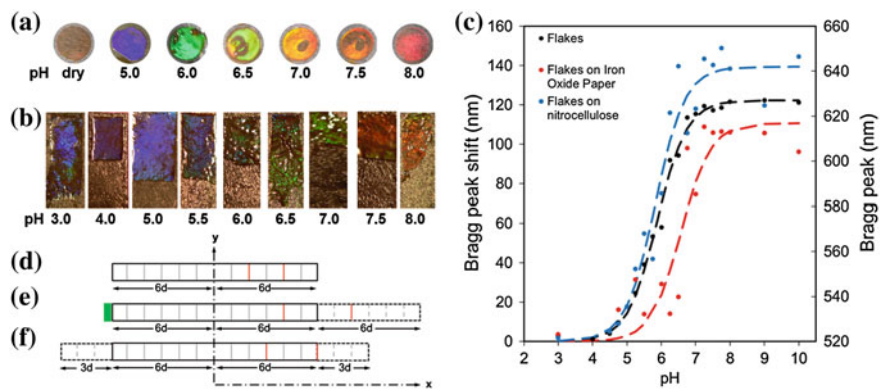 (a)
pH dry 5.0 6.0 6.5 7.0 7.5 8.0
(b)
pH 3.0 4.0 5.0 5.5 6.0 6.5 7.0 7.5 8.0
(d)
y
6d 6d
(e)
6d 6d 6d
(f)
3d 6d 6d 3d
x
(c)
Bragg peak shift (nm)
160
140
120
100
80
60
40
20
0
Flakes
Flakes on Iron
Oxide Paper
Flakes on
nitrocellulose
2 3 4 5 6 7 8 9 10
pH
660
640
620
600
580
560
540
520
Bragg peak (nm)